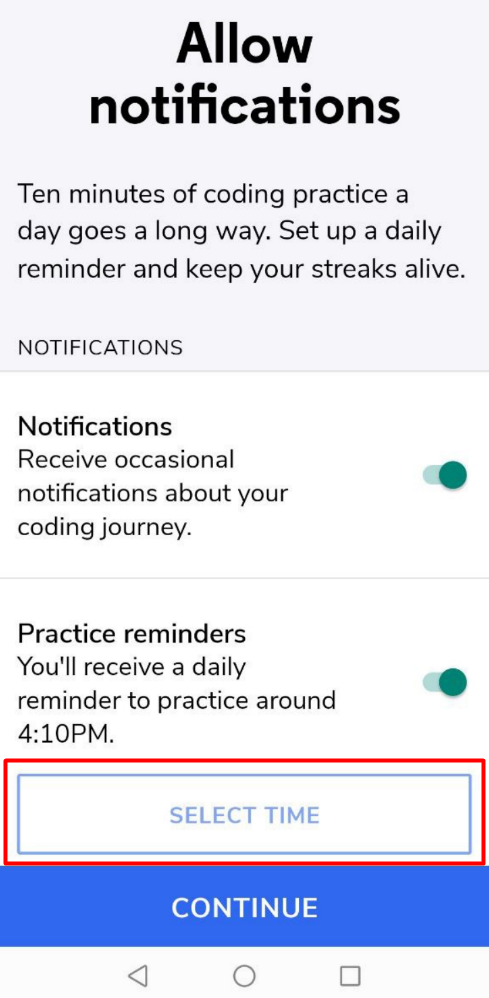 Allow
notifications
Ten minutes of coding practice a
day goes a long way. Set up a daily
reminder and keep your streaks alive.
NOTIFICATIONS
Notifications
Receive occasional
notifications about your
coding journey.
Practice reminders
You'll receive a daily
reminder to practice around
4:10PM.
SELECT TIME
CONTINUE